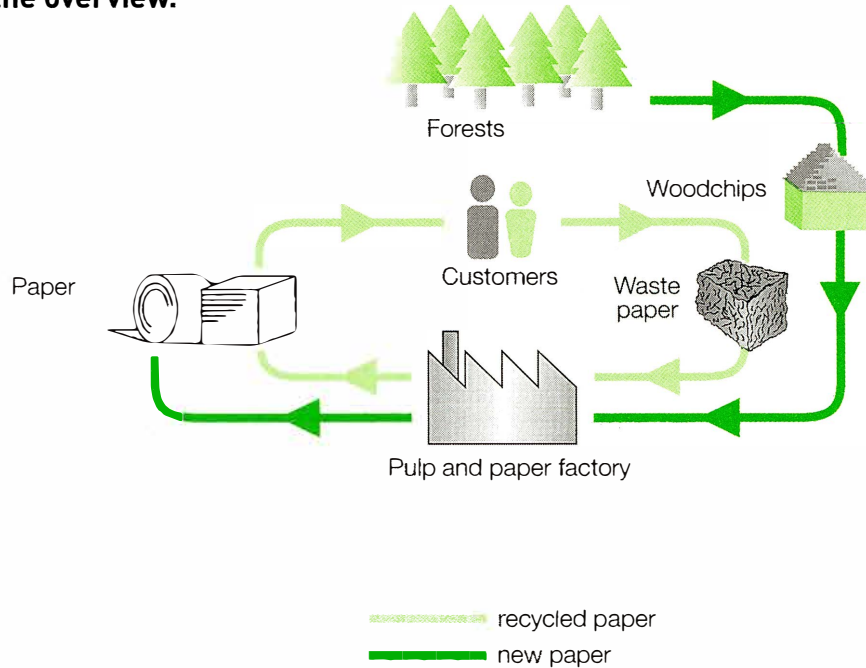 the overview.
Forests
Woodchips
Customers
Paper
Waste
paper
Pulp and paper factory
recycled paper
new paper